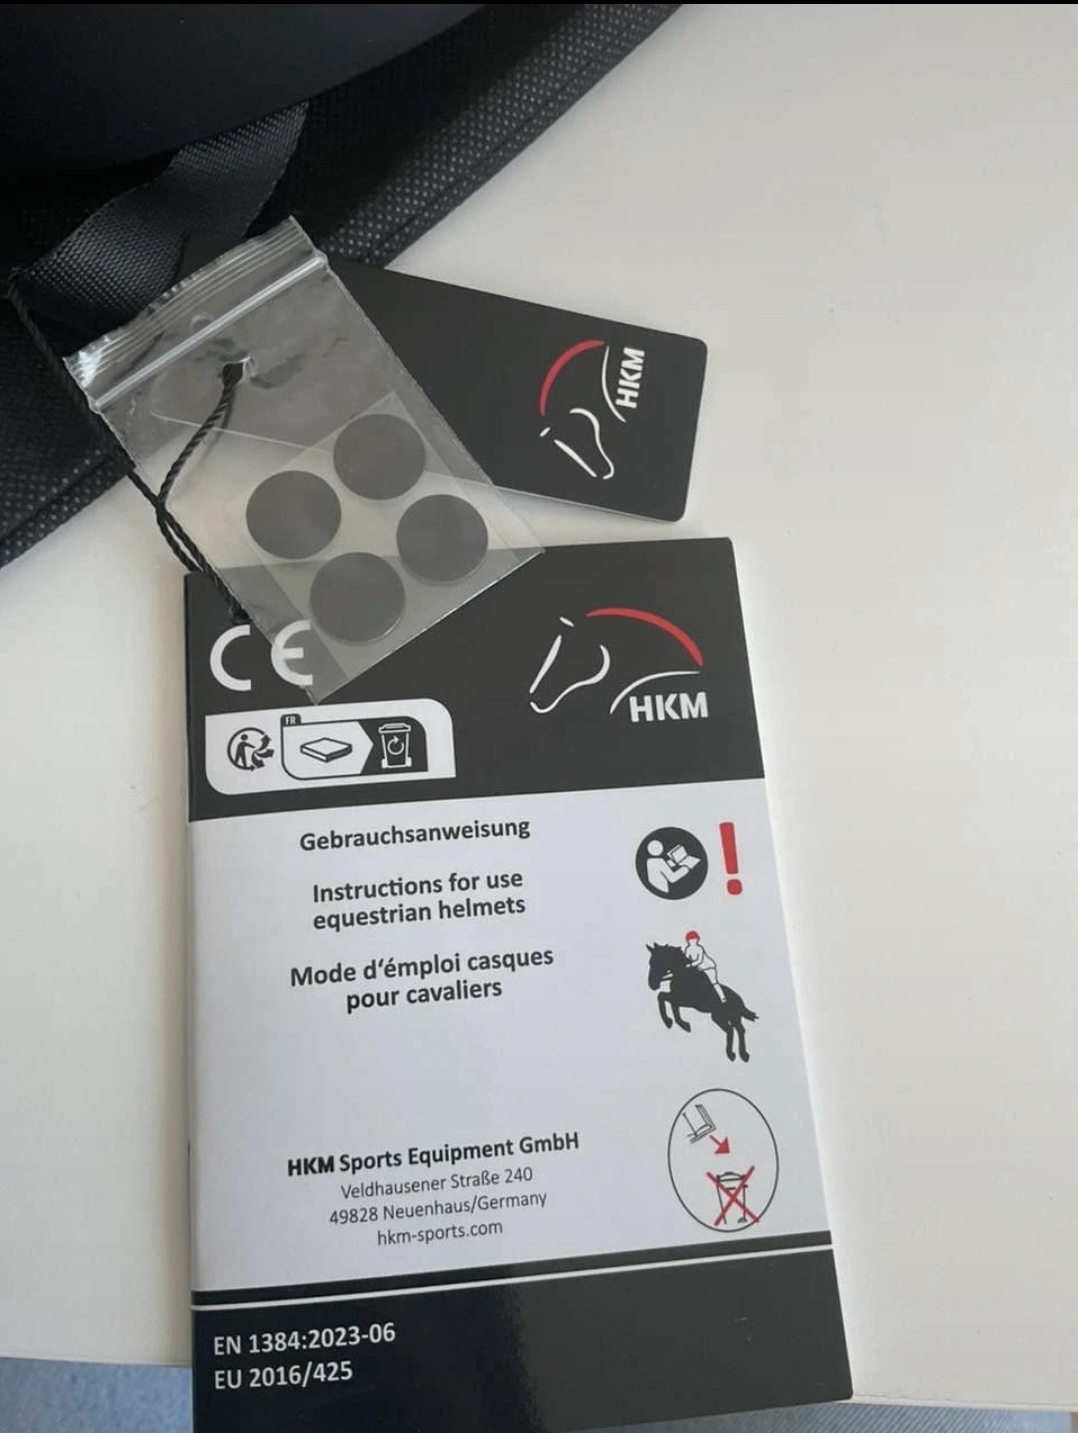 HKM
CE
HKM
FR
Gebrauchsanweisung
Instructions for use
equestrian helmets
Mode d‘émploi casques
pour cavaliers
HKM Sports Equipment GmbH
Veldhausener Straße 240
49828 Neuenhaus/Germany
hkm-sports.com
EN 1384:2023-06
EU 2016/425